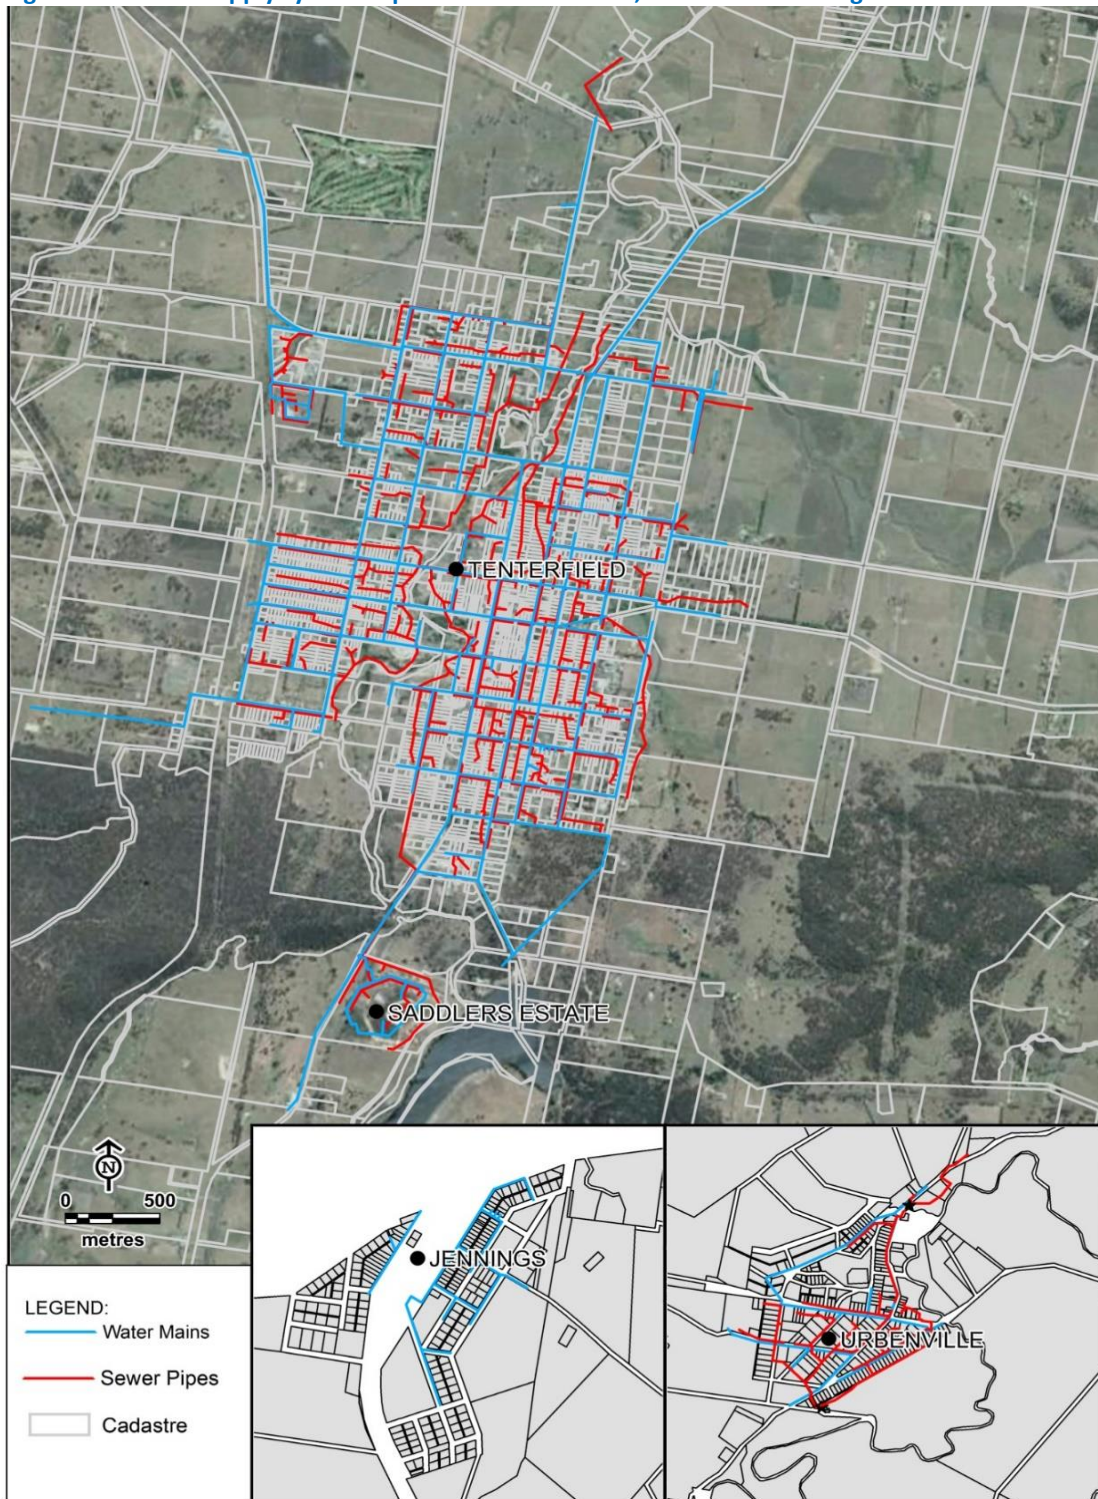 TENTERFIELD
SADDLERS ESTATE
N
0 500
metres
JENNINGS
URBENVILLE
LEGEND:
Water Mains
Sewer Pipes
Cadastre